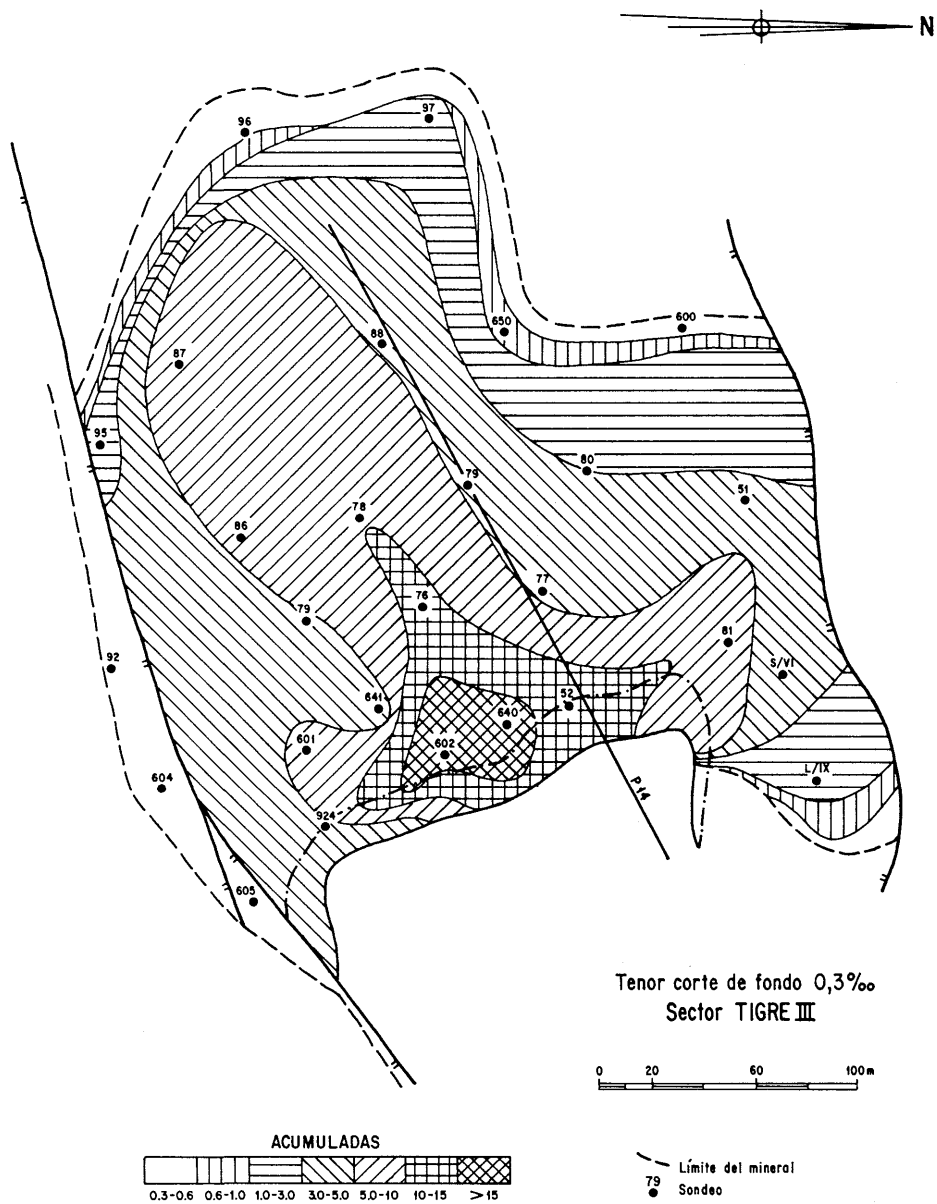 N
97
96
650
600
88
87
95
80
79
51
78
86
77
76
79
81
92
S/VI
641
52
640
601
602
604
L/IX
P-14
924
605
Tenor corte de fondo 0,3‰
Sector TIGRE III
0 20 60 100 m
ACUMULADAS
0.3-0.6 0.6-1.0 1.0-3.0 3.0-5.0 5.0-10 10-15 >15
Límite del mineral
79
Sondeo